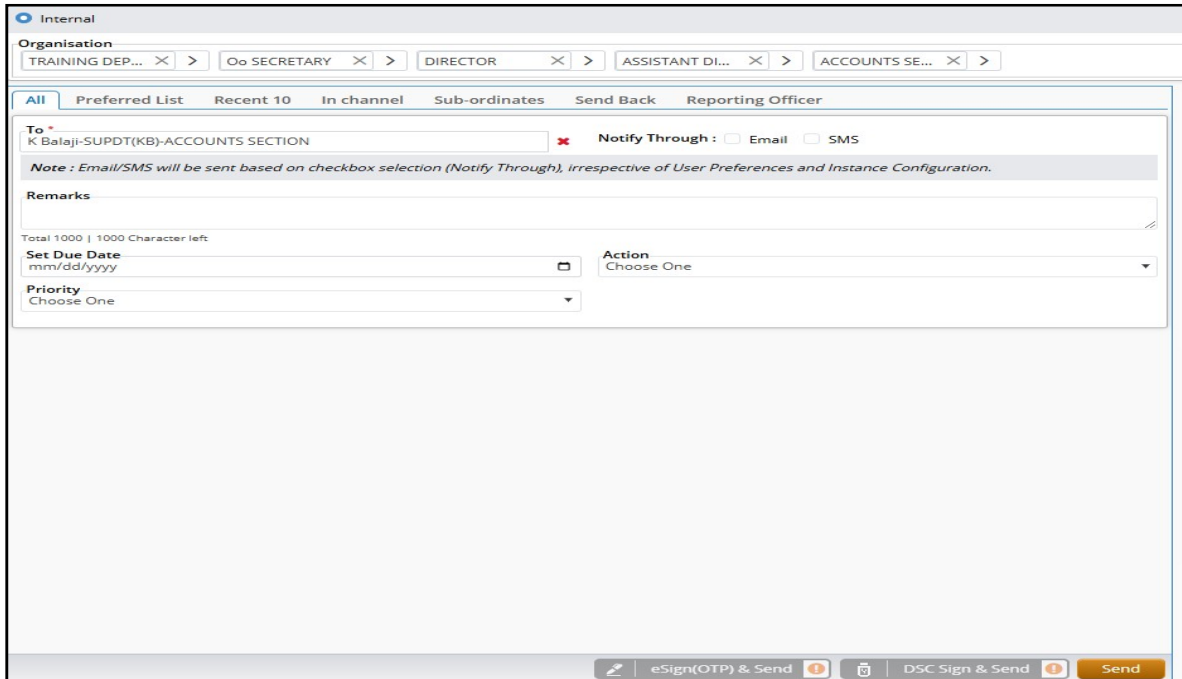 Internal
Organisation
TRAINING DEP... > Oo SECRETARY > DIRECTOR > ASSISTANT DI... > ACCOUNTS SE... >
All Preferred List Recent 10 In channel Sub-ordinates Send Back Reporting Officer
To *
K Balaji-SUPDT(KB)-ACCOUNTS SECTION Notify Through : Email SMS
Note : Email/SMS will be sent based on checkbox selection (Notify Through), irrespective of User Preferences and Instance Configuration.
Remarks
Total 1000 | 1000 Character left
Set Due Date Action
mm/dd/yyyy Choose One
Priority
Choose One
eSign(OTP) & Send DSC Sign & Send Send